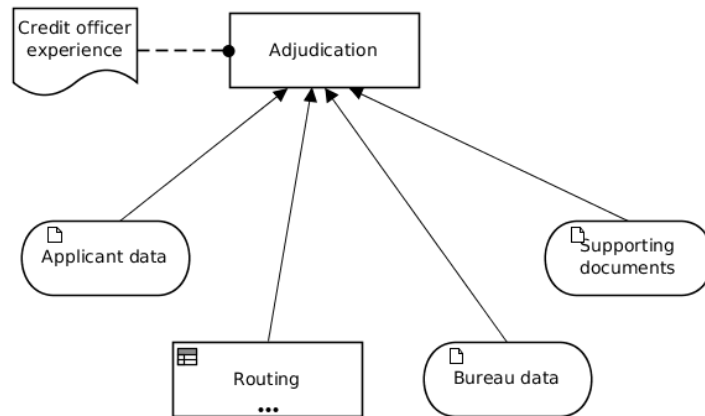 Credit officer
experience
Adjudication
Applicant data
Supporting
documents
Routing
Bureau data